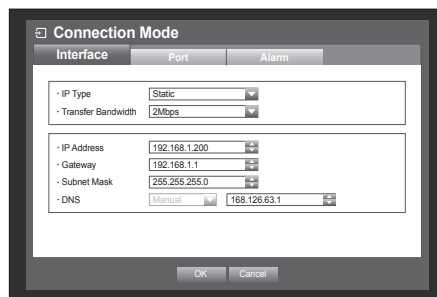 Connection Mode
Interface Port Alarm
· IP Type Static
· Transfer Bandwidth 2Mbps
· IP Address 192.168.1.200
· Gateway 192.168.1.1
· Subnet Mask 255.255.255.0
· DNS Manual 168.126.63.1
OK Cancel